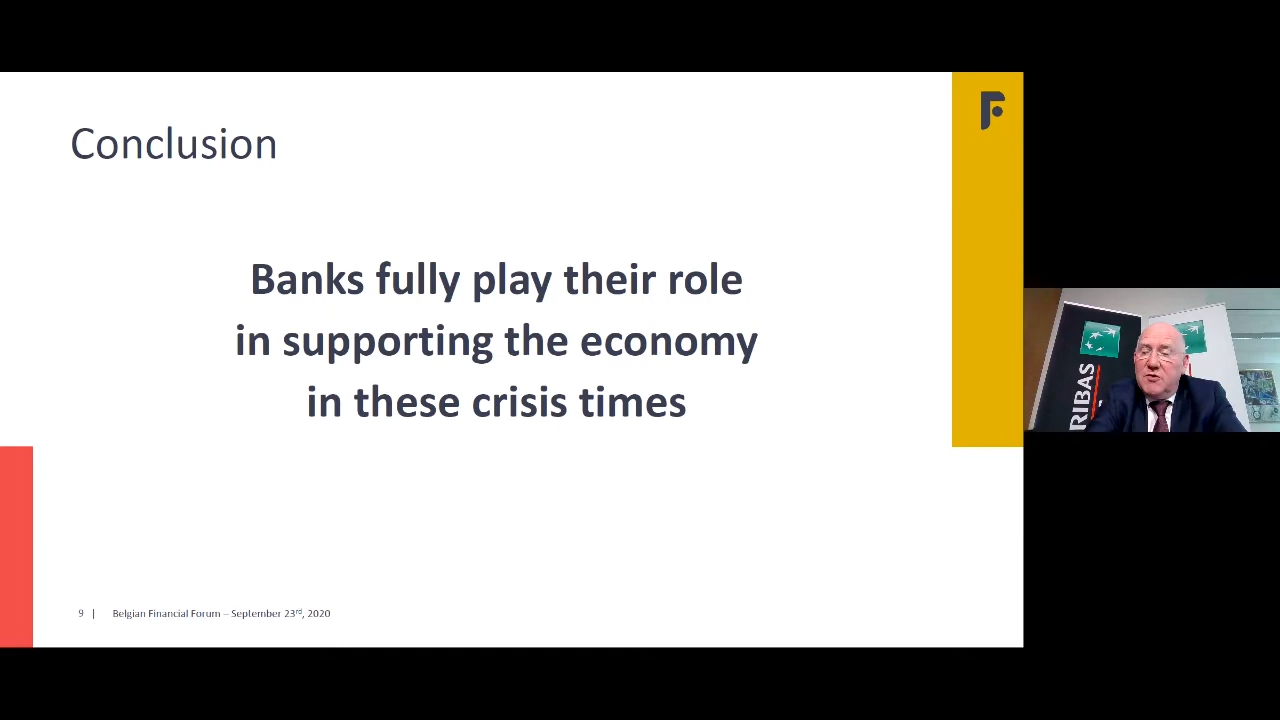 Conclusion
Banks fully play their role
in supporting the economy
in these crisis times
9 | Belgian Financial Forum – September 23rd, 2020
RIBAS